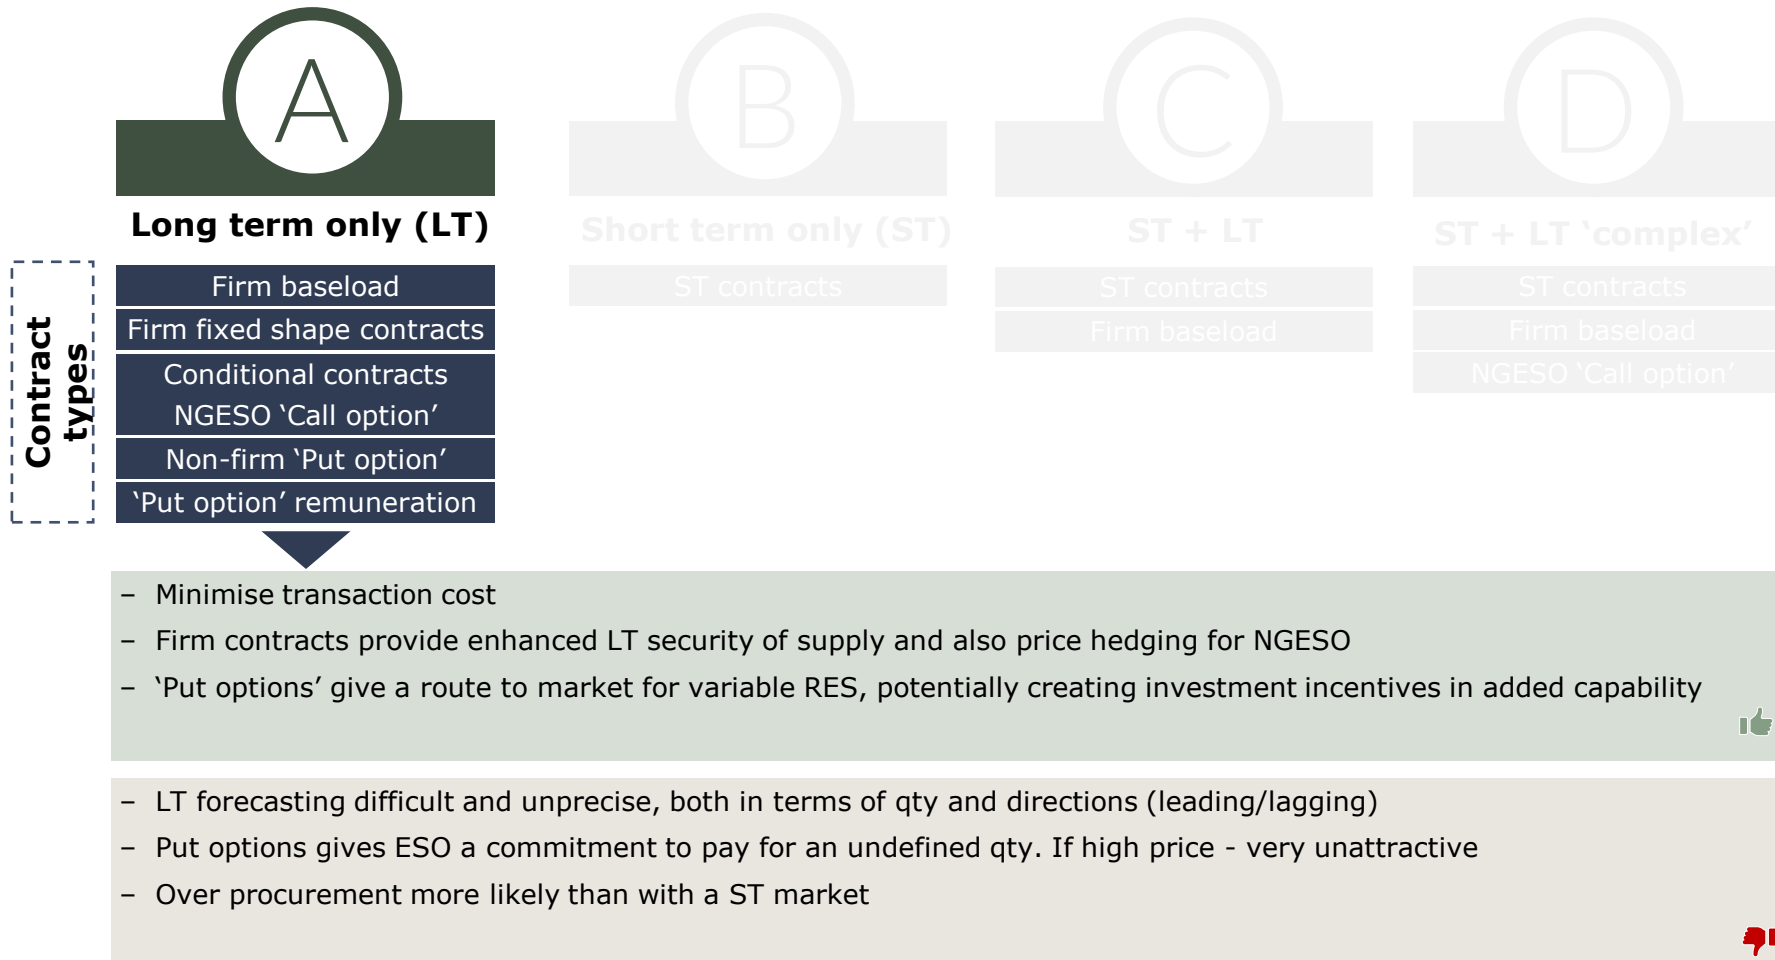 A
B
C
D
Long term only (LT)
Short term only (ST)
ST + LT
ST + LT ‘complex’
Contract
types
Firm baseload
Firm fixed shape contracts
Conditional contracts
NGESO ‘Call option’
Non-firm ‘Put option’
‘Put option’ remuneration
ST contracts
ST contracts
Firm baseload
ST contracts
Firm baseload
NGESO ‘Call option’
– Minimise transaction cost
– Firm contracts provide enhanced LT security of supply and also price hedging for NGESO
– ‘Put options’ give a route to market for variable RES, potentially creating investment incentives in added capability
– LT forecasting difficult and unprecise, both in terms of qty and directions (leading/lagging)
– Put options gives ESO a commitment to pay for an undefined qty. If high price - very unattractive
– Over procurement more likely than with a ST market